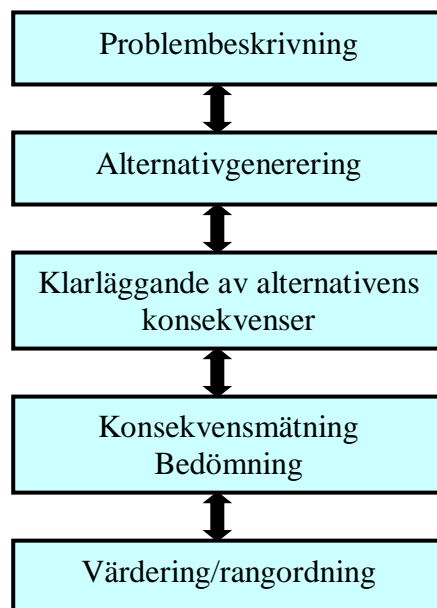 Problembeskrivning
Alternativgenerering
Klarläggande av alternativens
konsekvenser
Konsekvensmätning
Bedömning
Värdering/rangordning